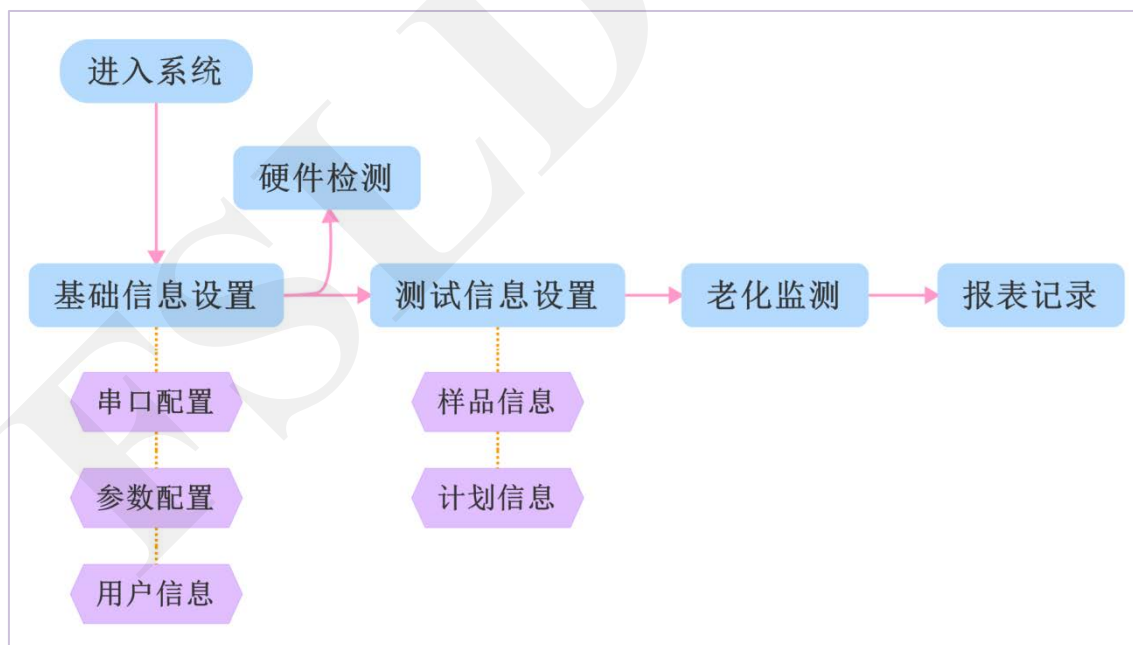 进入系统
硬件检测
基础信息设置
测试信息设置
老化监测
报表记录
串口配置
样品信息
参数配置
计划信息
用户信息
FSLD